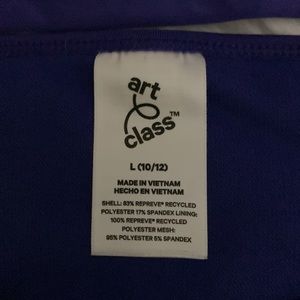 art
class™
L (10/12)
MADE IN VIETNAM
HECHO EN VIETNAM
SHELL: 83% REPREVE® RECYCLED
POLYESTER 17% SPANDEX LINING:
100% REPREVE® RECYCLED
POLYESTER MESH:
95% POLYESTER 5% SPANDEX